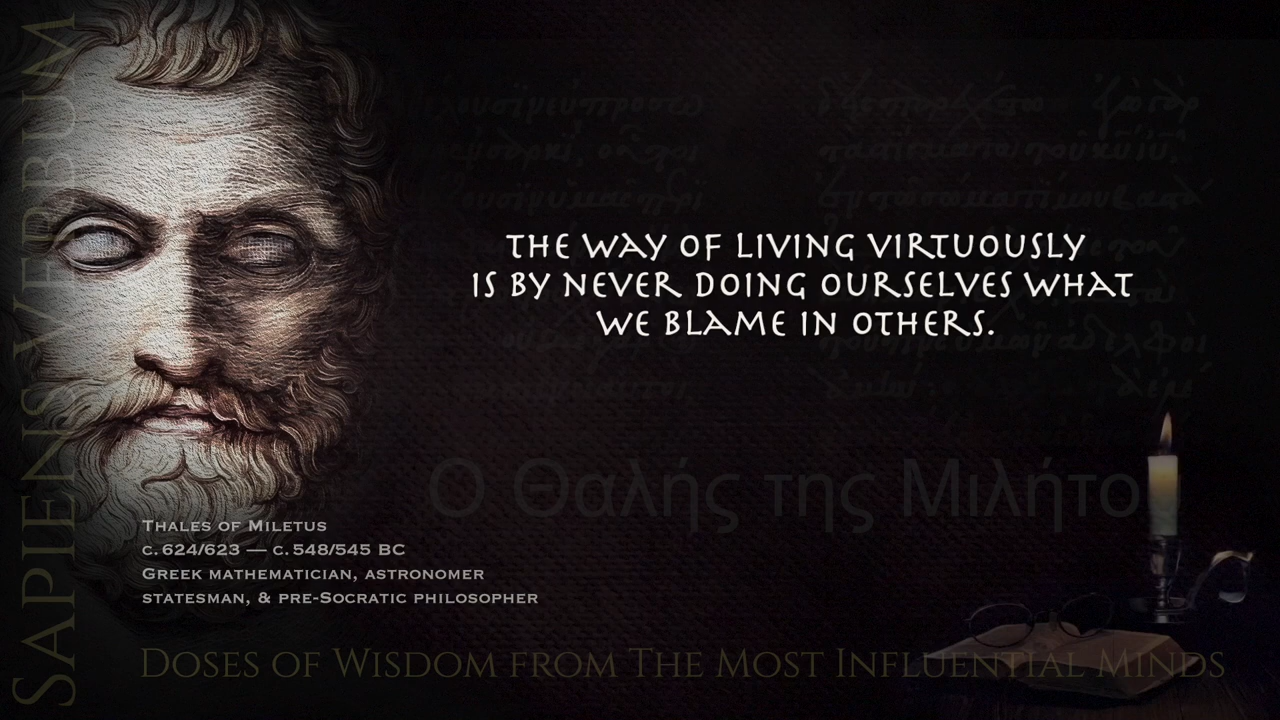 SAPIENS VERBUM
THE WAY OF LIVING VIRTUOUSLY
IS BY NEVER DOING OURSELVES WHAT
WE BLAME IN OTHERS.
Ο Θαλής της Μιλήτο
THALES OF MILETUS
C. 624/623 — C. 548/545 BC
GREEK MATHEMATICIAN, ASTRONOMER
STATESMAN, & PRE-SOCRATIC PHILOSOPHER
DOSES OF WISDOM FROM THE MOST INFLUENTIAL MINDS